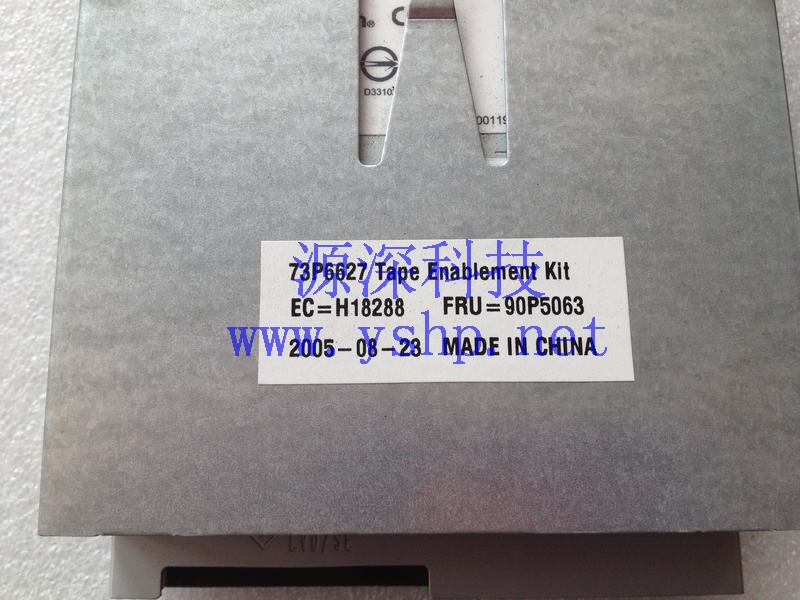 D3310
00119
73P6627 Tape Enablement Kit
源深科技
EC=H18288 FRU=90P5063
www.yshp.net
2005-08-23 MADE IN CHINA